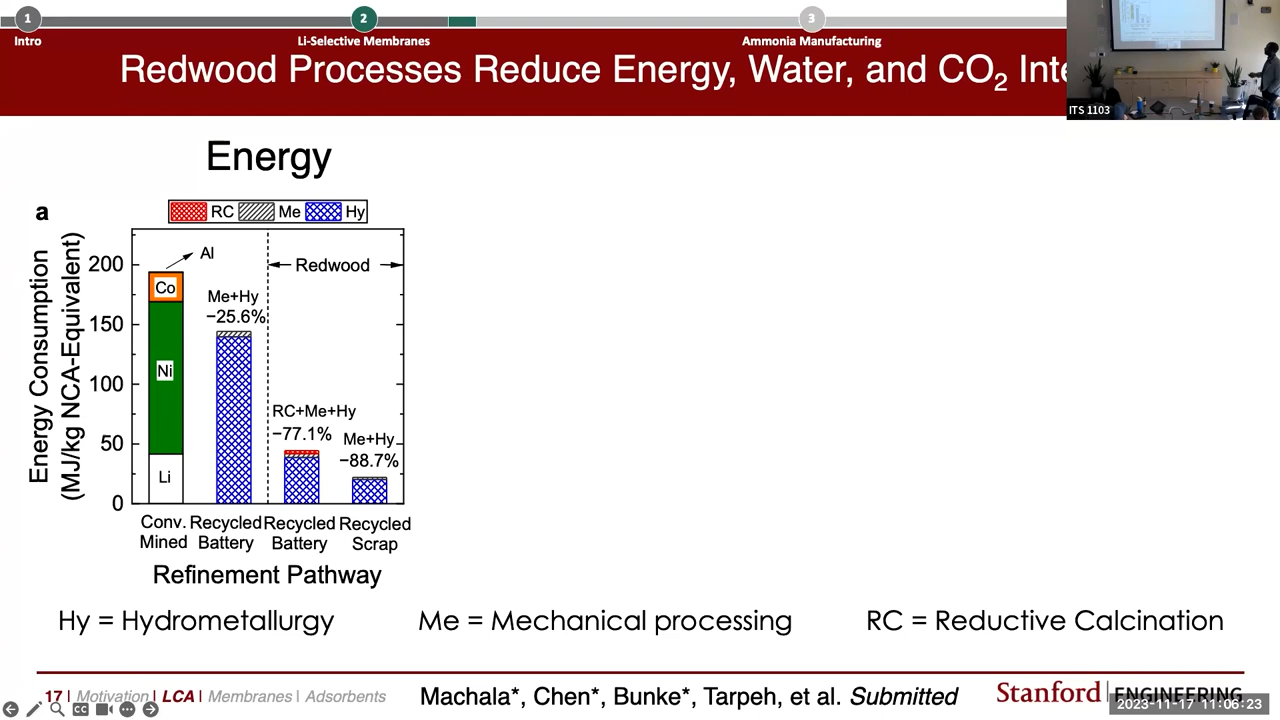 1
2
3
Intro
Li-Selective Membranes
Ammonia Manufacturing
Redwood Processes Reduce Energy, Water, and CO2
ITS 1103
Energy
a
RC Me Hy
Energy Consumption
(MJ/kg NCA-Equivalent)
200
150
100
50
0
Al
Co
Ni
Li
Me+Hy
−25.6%
Redwood
RC+Me+Hy
−77.1%
Me+Hy
−88.7%
Conv. Mined
Recycled Battery
Recycled Battery
Recycled Scrap
Refinement Pathway
Hy = Hydrometallurgy
Me = Mechanical processing
RC = Reductive Calcination
17 | Motivation | LCA | Membranes | Adsorbents
Machala*, Chen*, Bunke*, Tarpeh, et al. Submitted
Stanford | ENGINEERING
2023-11-17 11:06:23